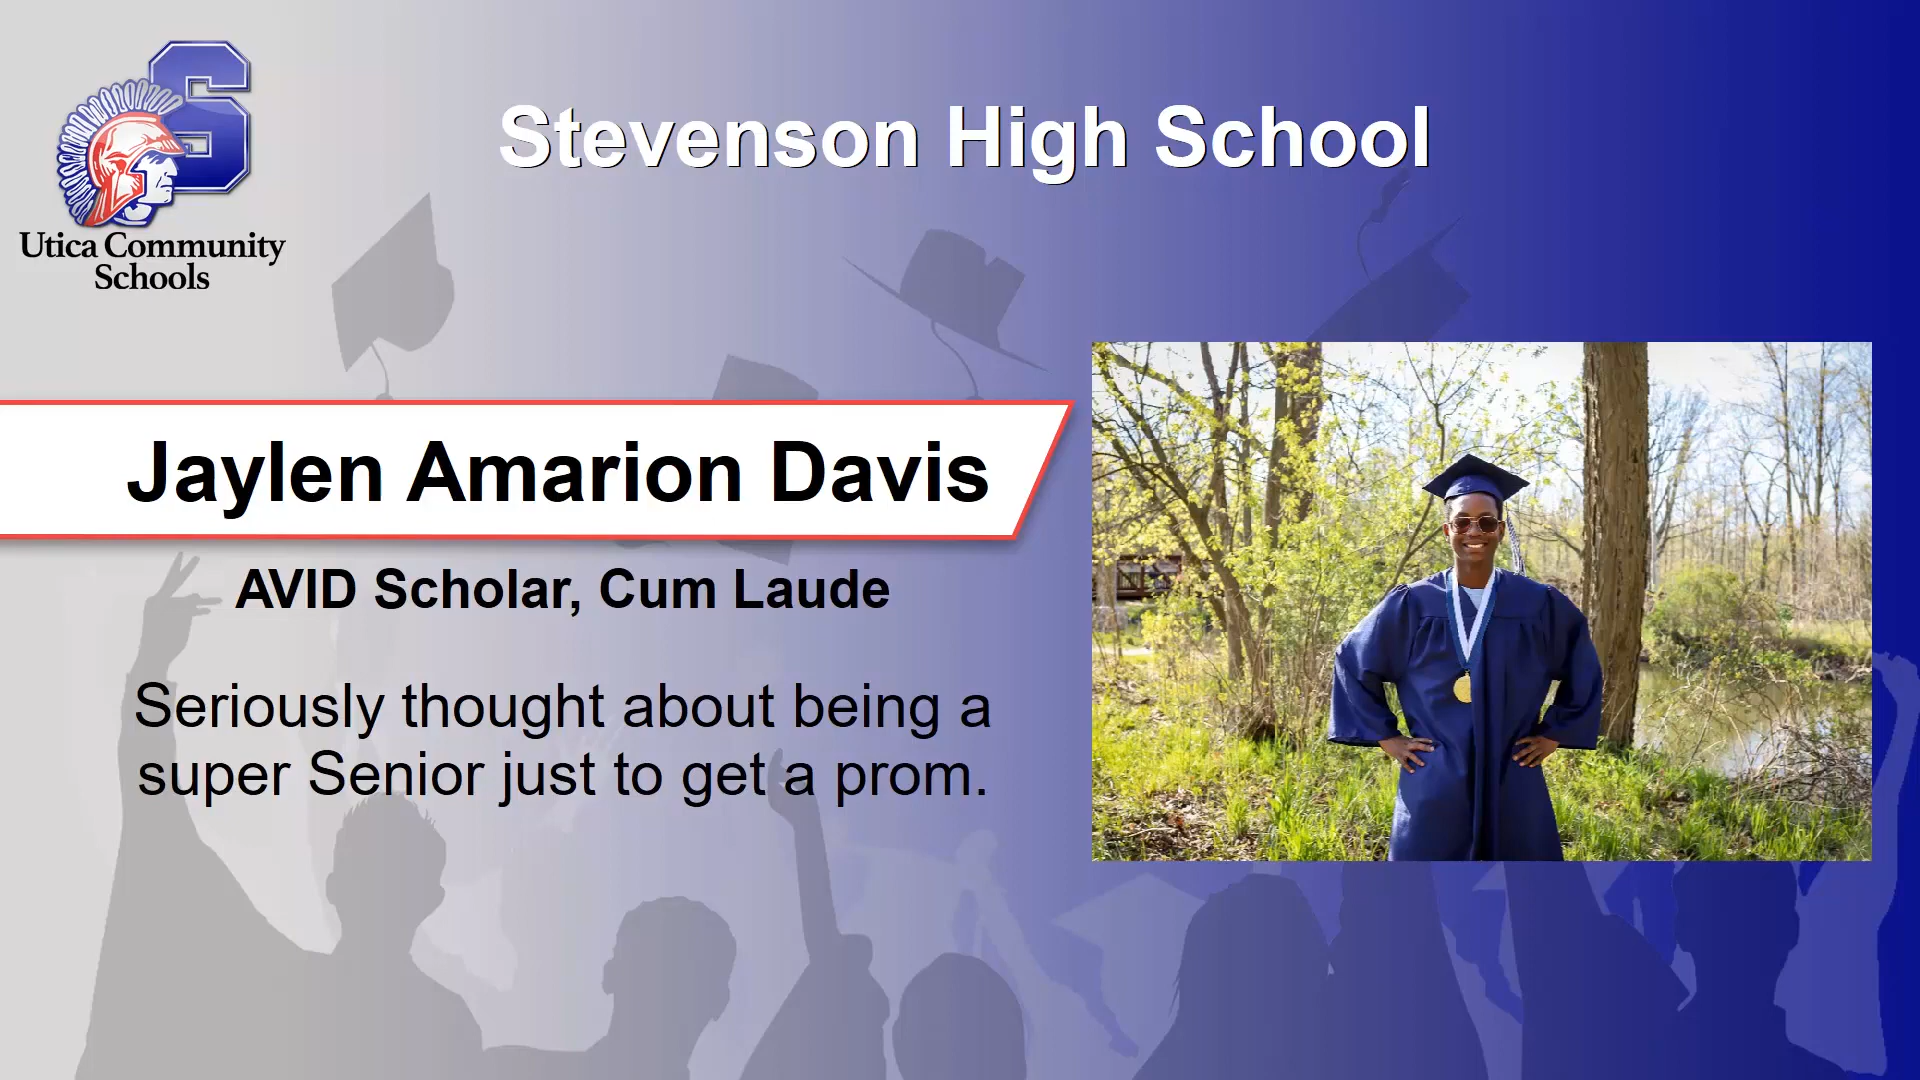 Utica Community
Schools
Stevenson High School
Jaylen Amarion Davis
AVID Scholar, Cum Laude
Seriously thought about being a
super Senior just to get a prom.